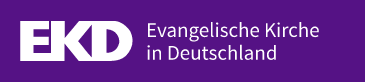 EKD
Evangelische Kirche
in Deutschland